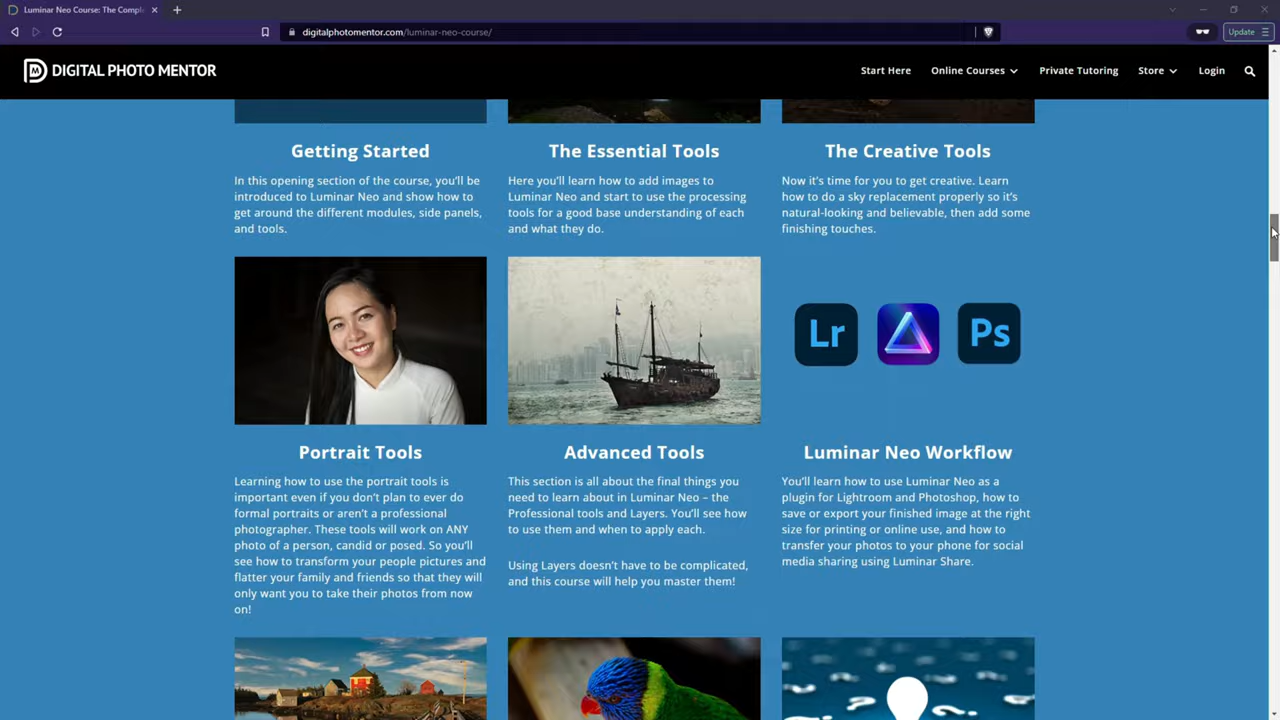 Luminar Neo Course: The Compl
digitalphotomentor.com/luminar-neo-course/
Update
DIGITAL PHOTO MENTOR
Start Here
Online Courses
Private Tutoring
Store
Login
Getting Started
In this opening section of the course, you'll be
introduced to Luminar Neo and show how to
get around the different modules, side panels,
and tools.
The Essential Tools
Here you'll learn how to add images to
Luminar Neo and start to use the processing
tools for a good base understanding of each
and what they do.
The Creative Tools
Now it's time for you to get creative. Learn
how to do a sky replacement properly so it's
natural-looking and believable, then add some
finishing touches.
Lr
Ps
Portrait Tools
Learning how to use the portrait tools is
important even if you don't plan to ever do
formal portraits or aren't a professional
photographer. These tools will work on ANY
photo of a person, candid or posed. So you'll
see how to transform your people pictures and
flatter your family and friends so that they will
only want you to take their photos from now
on!
Advanced Tools
This section is all about the final things you
need to learn about in Luminar Neo – the
Professional tools and Layers. You'll see how
to use them and when to apply each.
Using Layers doesn't have to be complicated,
and this course will help you master them!
Luminar Neo Workflow
You'll learn how to use Luminar Neo as a
plugin for Lightroom and Photoshop, how to
save or export your finished image at the right
size for printing or online use, and how to
transfer your photos to your phone for social
media sharing using Luminar Share.